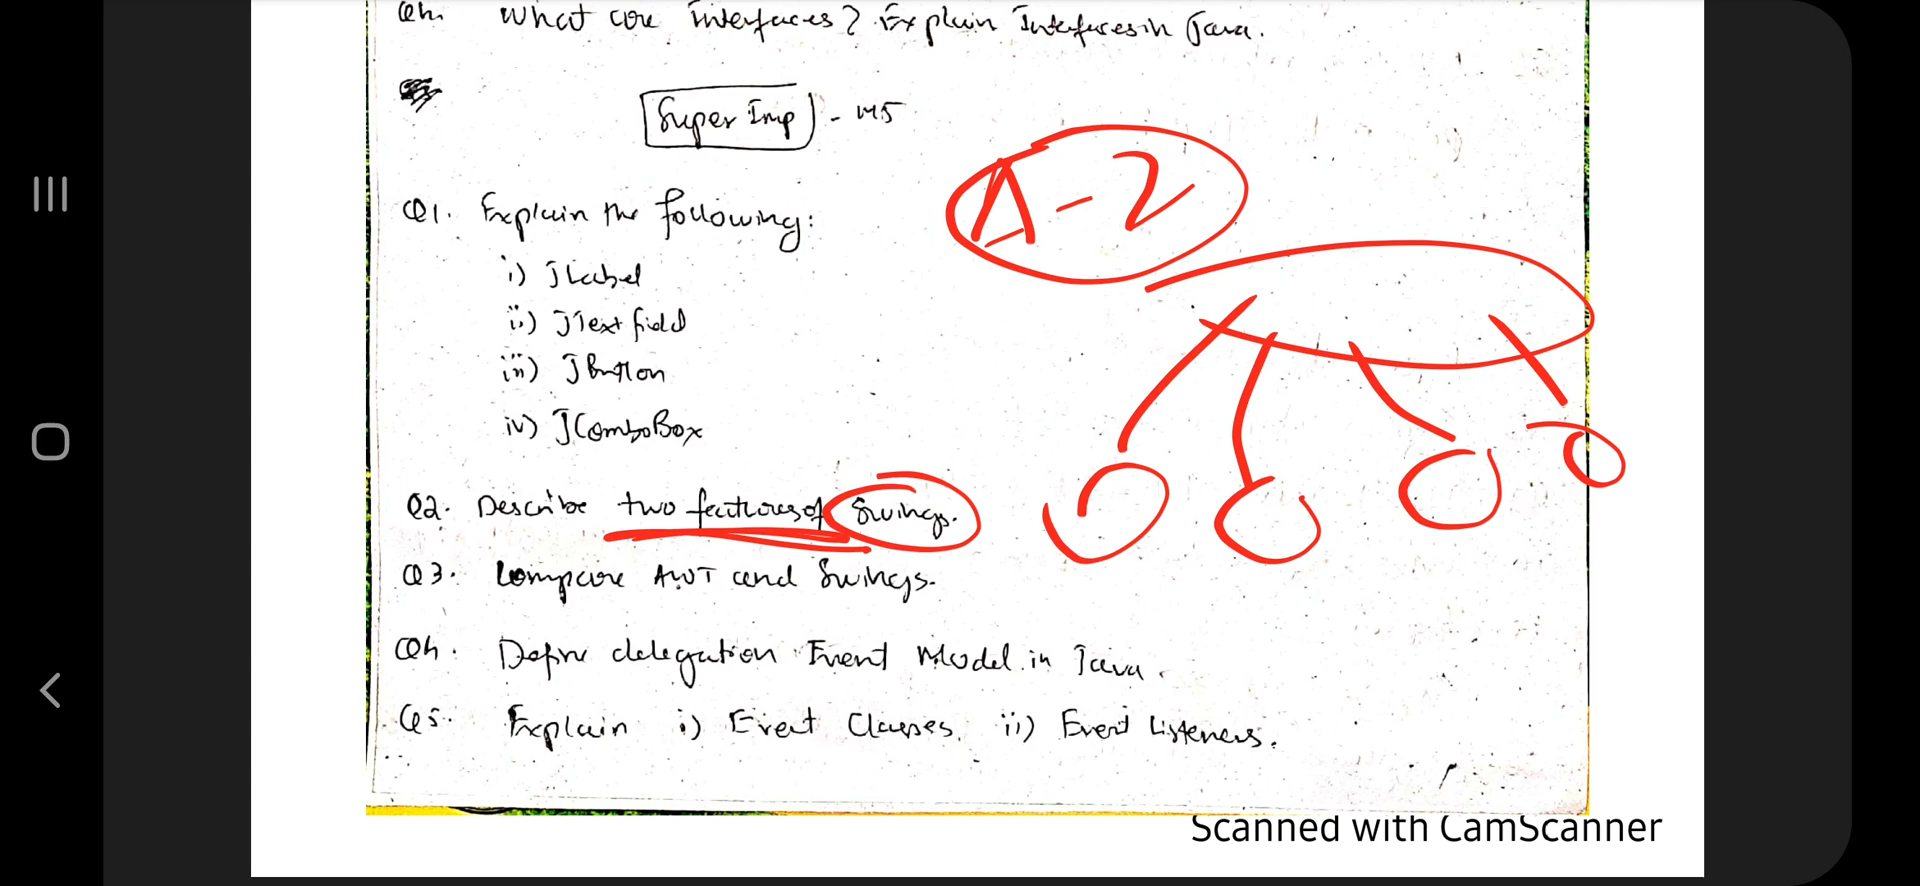 Qh. What are interfaces? Explain Interfaces in Java.
Super Imp - M5
A-2
Q1. Explain the following:
i) JLabel
ii) JText field
iii) JButton
iv) JComboBox
Q2. Describe two features of Swings.
Q3. Compare AWT and Swings.
Q4. Define delegation Event Model in Java.
Q5. Explain i) Event Classes. ii) Event Listeners.
Scanned with CamScanner